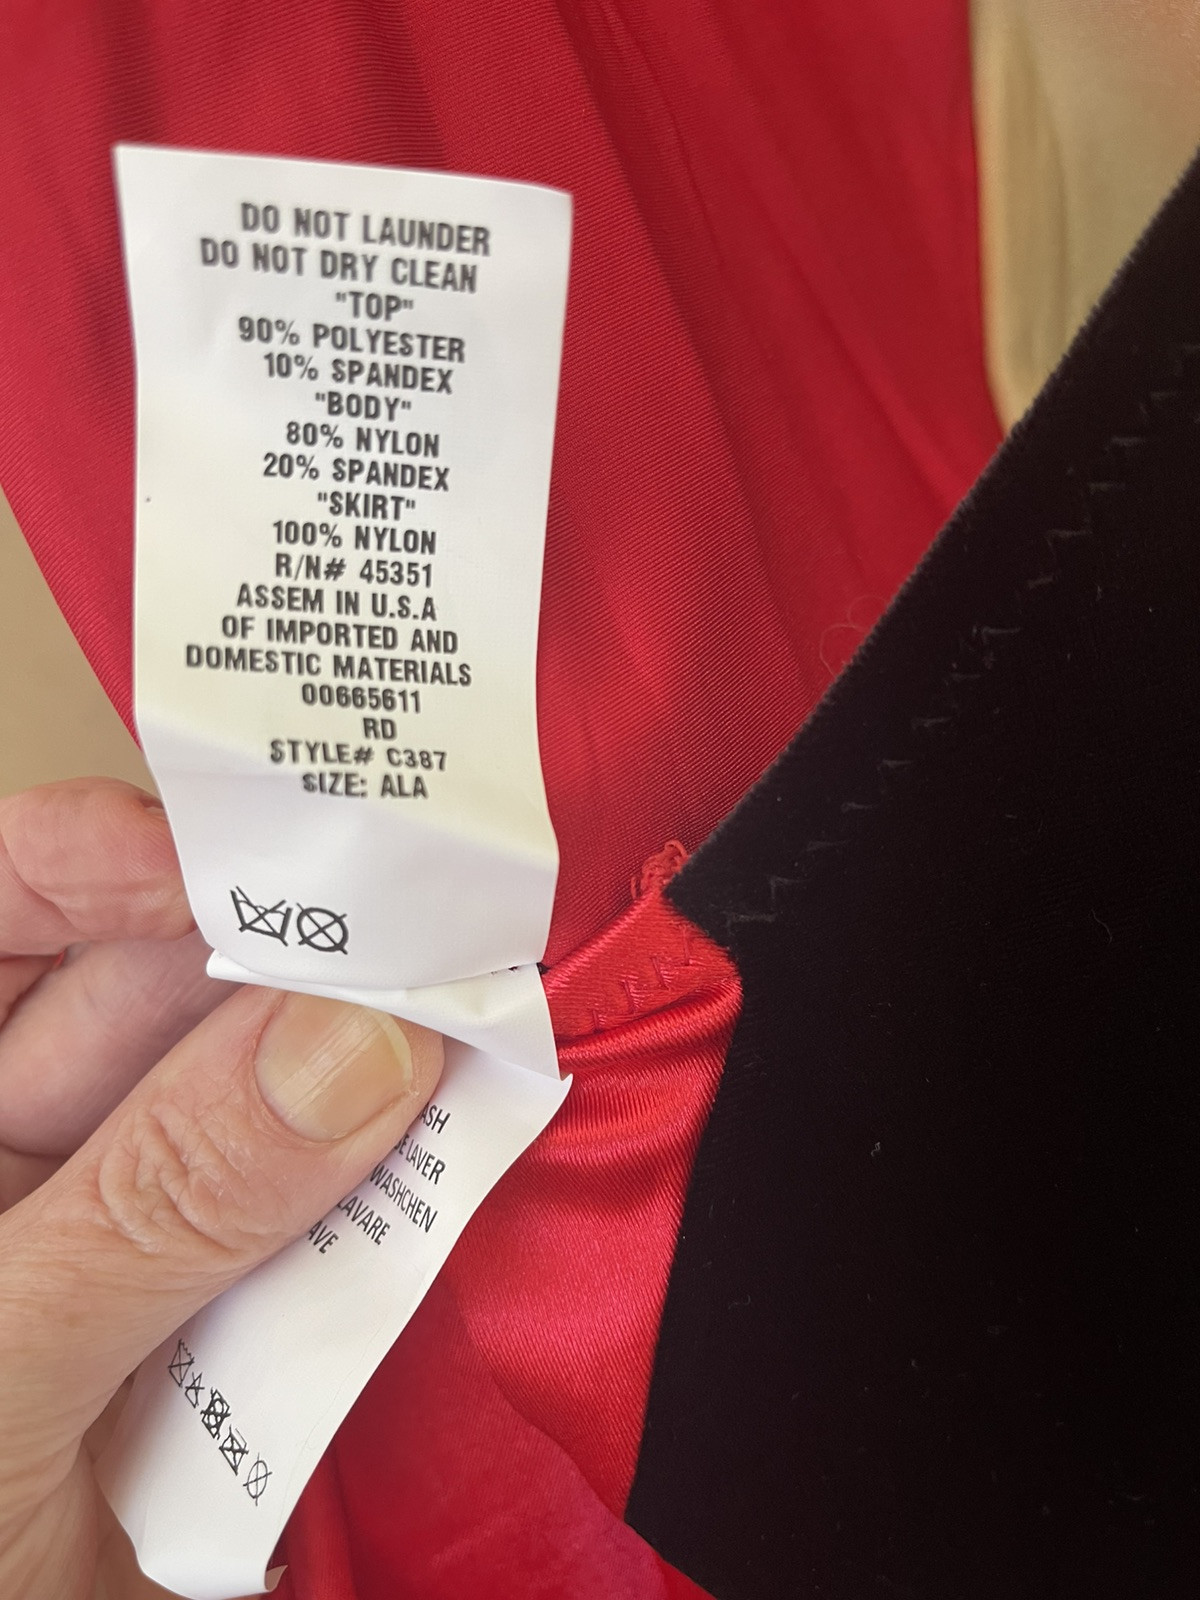 DO NOT LAUNDER
DO NOT DRY CLEAN
"TOP"
90% POLYESTER
10% SPANDEX
"BODY"
80% NYLON
20% SPANDEX
"SKIRT"
100% NYLON
R/N# 45351
ASSEM IN U.S.A
OF IMPORTED AND
DOMESTIC MATERIALS
00665611
RD
STYLE# C387
SIZE: ALA
LAVER
WASHCHEN
LAVARE